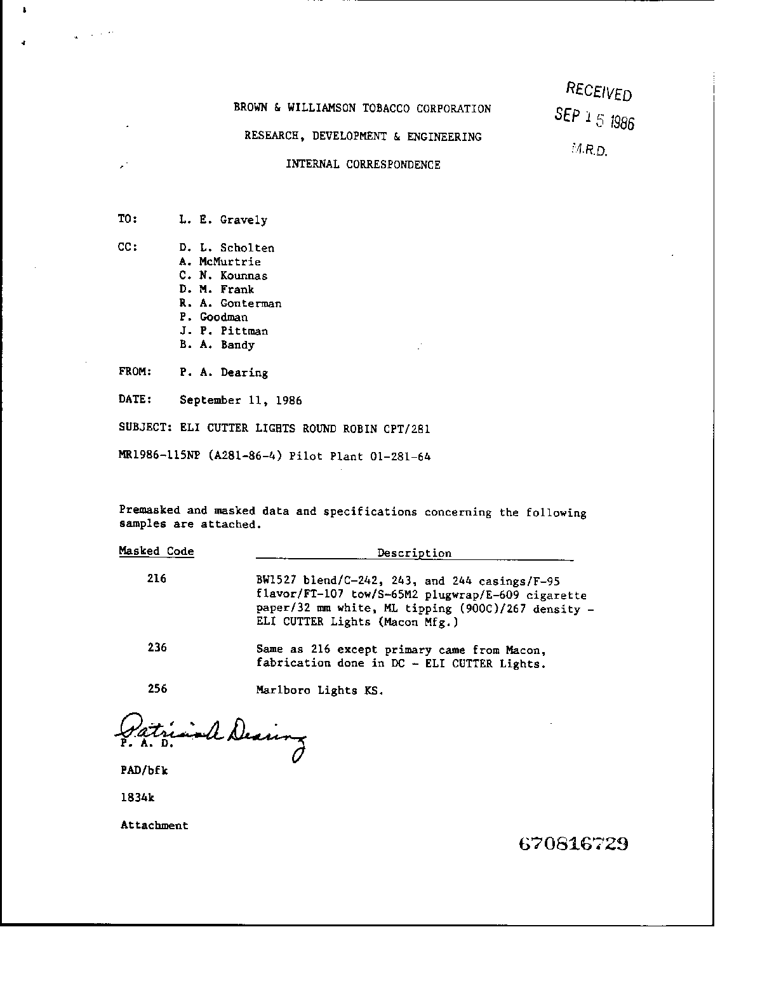 RECEIVED
SEP 15 1986
M.R.D.
BROWN & WILLIAMSON TOBACCO CORPORATION
RESEARCH, DEVELOPMENT & ENGINEERING
INTERNAL CORRESPONDENCE
TO: L. E. Gravely
CC: D. L. Scholten
A. McMurtrie
C. N. Kounnas
D. M. Frank
R. A. Gonterman
P. Goodman
J. P. Pittman
B. A. Bandy
FROM: P. A. Dearing
DATE: September 11, 1986
SUBJECT: ELI CUTTER LIGHTS ROUND ROBIN CPT/281
MR1986-115NP (A281-86-4) Pilot Plant 01-281-64
Premasked and masked data and specifications concerning the following
samples are attached.
Masked Code Description
216 BW1527 blend/C-242, 243, and 244 casings/F-95
flavor/FT-107 tow/S-65M2 plugwrap/E-609 cigarette
paper/32 mm white, ML tipping (900C)/267 density -
ELI CUTTER Lights (Macon Mfg.)
236 Same as 216 except primary came from Macon,
fabrication done in DC - ELI CUTTER Lights.
256 Marlboro Lights KS.
Patricia A Dearing
P. A. D.
PAD/bfk
1834k
Attachment
670816729